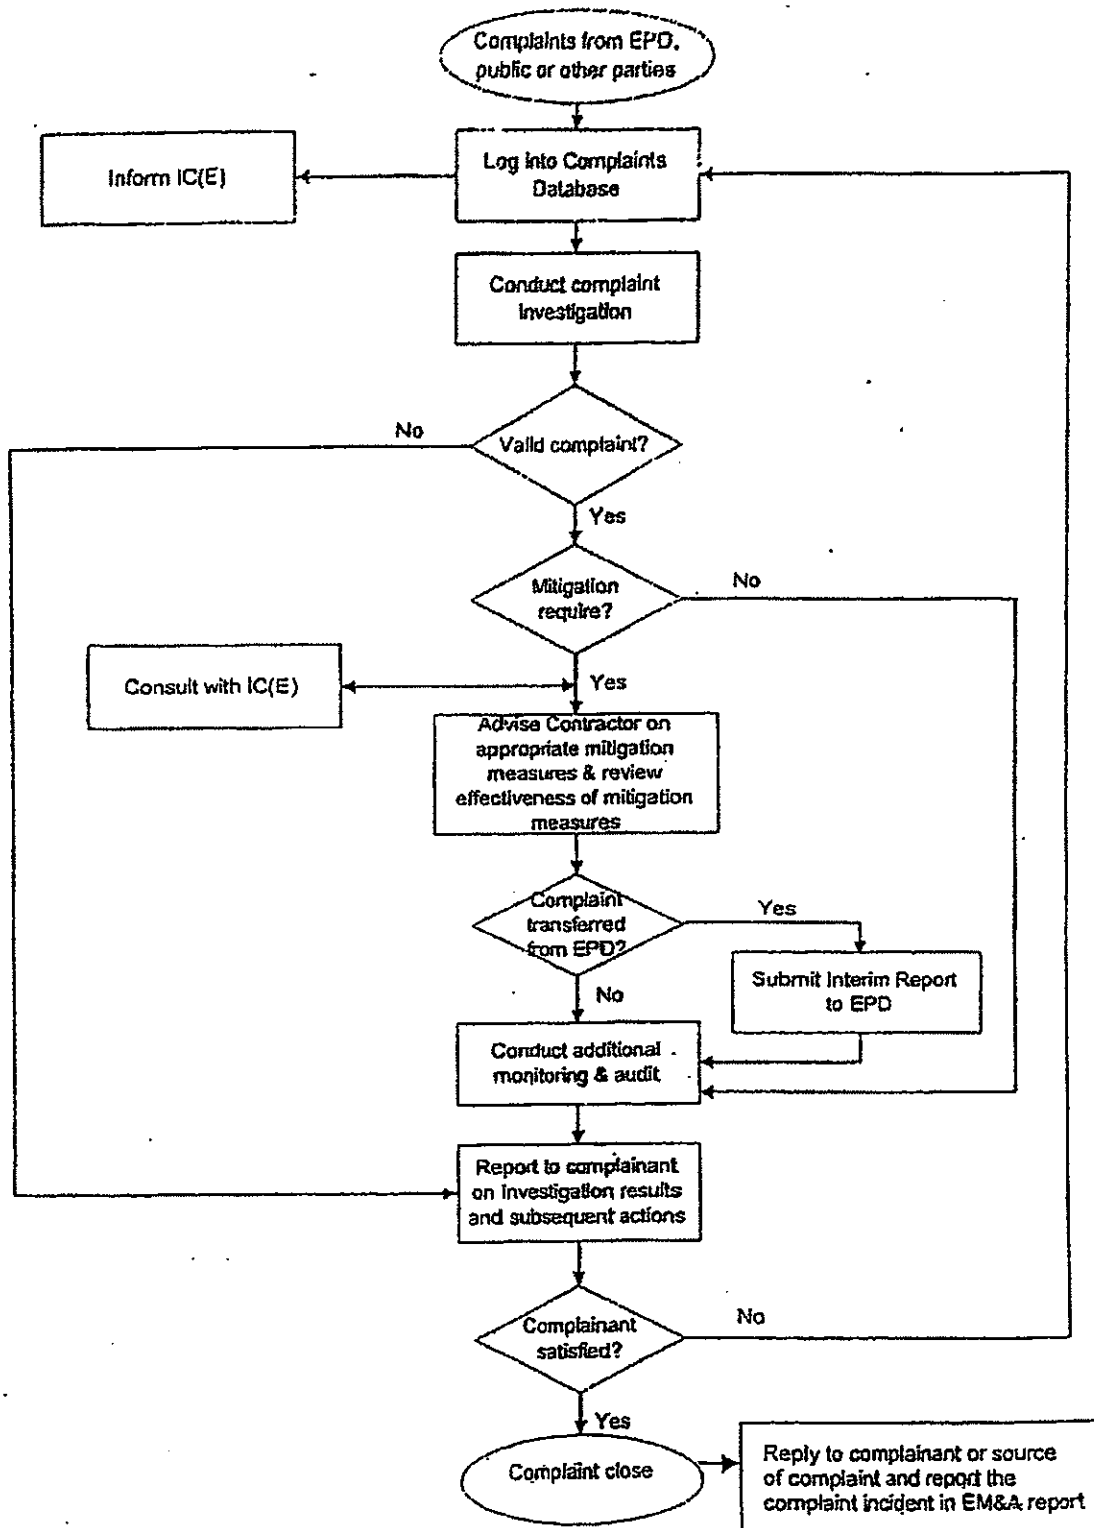 Complaints from EPD,
public or other parties
Inform IC(E)
Log into Complaints
Database
Conduct complaint
Investigation
No
Valid complaint?
Yes
Mitigation
require?
No
Consult with IC(E)
Yes
Advise Contractor on
appropriate mitigation
measures & review
effectiveness of mitigation
measures
Complaint
transferred
from EPD?
Yes
No
Submit Interim Report
to EPD
Conduct additional
monitoring & audit
Report to complainant
on investigation results
and subsequent actions
Complainant
satisfied?
No
Yes
Complaint close
Reply to complainant or source
of complaint and report the
complaint incident in EM&A report